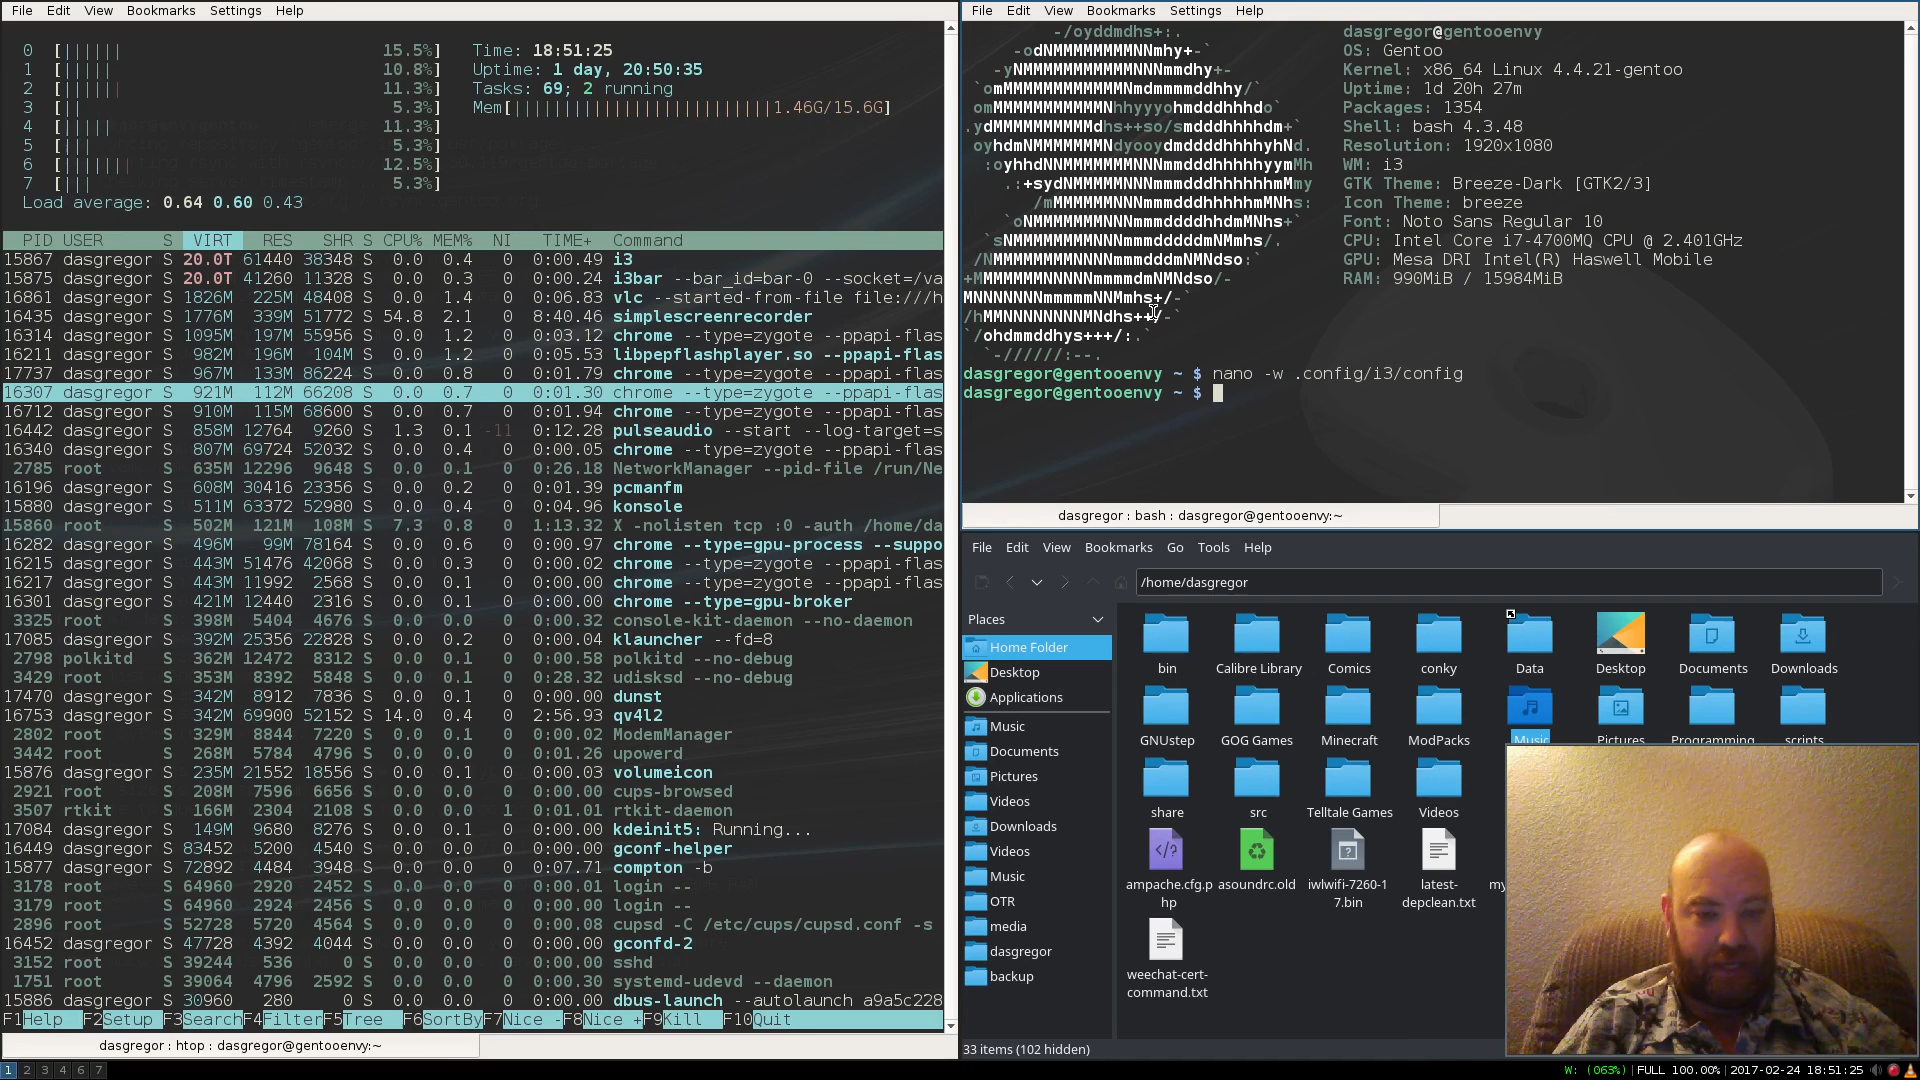 File Edit View Bookmarks Settings Help
0 [|||||| 15.5%]
1 [||||| 10.8%]
2 [|||||| 11.3%]
3 [|| 5.3%]
4 [||||| 11.3%]
5 [||| 5.3%]
6 [||||||| 12.5%]
7 [||| 5.3%]
Load average: 0.64 0.60 0.43
Time: 18:51:25
Uptime: 1 day, 20:50:35
Tasks: 69; 2 running
Mem[||||||||||||||||||||||||||1.46G/15.6G]
PID USER S VIRT RES SHR S CPU% MEM% NI TIME+ Command
15867 dasgregor S 20.0T 61440 38348 S 0.0 0.4 0 0:00.49 i3
15875 dasgregor S 20.0T 41260 11328 S 0.0 0.3 0 0:00.24 i3bar --bar_id=bar-0 --socket=/va
16861 dasgregor S 1826M 225M 48408 S 0.0 1.4 0 0:06.83 vlc --started-from-file file:///h
16435 dasgregor S 1776M 339M 51772 S 54.8 2.1 0 8:40.46 simplescreenrecorder
16314 dasgregor S 1095M 197M 55956 S 0.0 1.2 0 0:03.12 chrome --type=zygote --ppapi-flas
16211 dasgregor S 982M 196M 104M S 0.0 1.2 0 0:05.53 libpepflashplayer.so --ppapi-flas
17737 dasgregor S 967M 133M 86224 S 0.0 0.8 0 0:01.79 chrome --type=zygote --ppapi-flas
16307 dasgregor S 921M 112M 66208 S 0.0 0.7 0 0:01.30 chrome --type=zygote --ppapi-flas
16712 dasgregor S 910M 115M 68600 S 0.0 0.7 0 0:01.94 chrome --type=zygote --ppapi-flas
16442 dasgregor S 858M 12764 9260 S 1.3 0.1 -11 0:12.28 pulseaudio --start --log-target=s
16340 dasgregor S 807M 69724 52032 S 0.0 0.4 0 0:00.05 chrome --type=zygote --ppapi-flas
2785 root S 635M 12296 9648 S 0.0 0.1 0 0:26.18 NetworkManager --pid-file /run/Ne
16196 dasgregor S 608M 30416 23356 S 0.0 0.2 0 0:01.39 pcmanfm
15880 dasgregor S 511M 63372 52980 S 0.0 0.4 0 0:04.96 konsole
15860 root S 502M 121M 108M S 7.3 0.8 0 1:13.32 X -nolisten tcp :0 -auth /home/da
16282 dasgregor S 496M 99M 78164 S 0.0 0.6 0 0:00.97 chrome --type=gpu-process --suppo
16215 dasgregor S 443M 51476 42068 S 0.0 0.3 0 0:00.02 chrome --type=zygote --ppapi-flas
16217 dasgregor S 443M 11992 2568 S 0.0 0.1 0 0:00.00 chrome --type=zygote --ppapi-flas
16301 dasgregor S 421M 12440 2316 S 0.0 0.1 0 0:00.00 chrome --type=gpu-broker
3325 root S 398M 5404 4676 S 0.0 0.0 0 0:00.32 console-kit-daemon --no-daemon
17085 dasgregor S 392M 25356 22828 S 0.0 0.2 0 0:00.04 klauncher --fd=8
2798 polkitd S 362M 12472 8312 S 0.0 0.1 0 0:00.58 polkitd --no-debug
3429 root S 353M 8392 5848 S 0.0 0.1 0 0:28.32 udisksd --no-debug
17470 dasgregor S 342M 8912 7836 S 0.0 0.1 0 0:00.00 dunst
16753 dasgregor S 342M 69900 52152 S 14.0 0.4 0 2:56.93 qv4l2
2802 root S 329M 8844 7220 S 0.0 0.1 0 0:00.02 ModemManager
3442 root S 268M 5784 4796 S 0.0 0.0 0 0:01.26 upowerd
15876 dasgregor S 235M 21552 18556 S 0.0 0.1 0 0:00.03 volumeicon
2921 root S 208M 7596 6656 S 0.0 0.0 0 0:00.00 cups-browsed
3507 rtkit S 166M 2304 2108 S 0.0 0.0 1 0:01.01 rtkit-daemon
17084 dasgregor S 149M 9680 8276 S 0.0 0.1 0 0:00.00 kdeinit5: Running...
16449 dasgregor S 83452 5200 4540 S 0.0 0.0 0 0:00.00 gconf-helper
15877 dasgregor S 72892 4484 3948 S 0.0 0.0 0 0:07.71 compton -b
3178 root S 64960 2920 2452 S 0.0 0.0 0 0:00.01 login --
3179 root S 64960 2924 2456 S 0.0 0.0 0 0:00.00 login --
2896 root S 52728 5720 4564 S 0.0 0.0 0 0:00.08 cupsd -C /etc/cups/cupsd.conf -s
16452 dasgregor S 47728 4392 4044 S 0.0 0.0 0 0:00.00 gconfd-2
3152 root S 39244 536 0 S 0.0 0.0 0 0:00.00 sshd
1751 root S 39064 4796 2592 S 0.0 0.0 0 0:00.30 systemd-udevd --daemon
15886 dasgregor S 30960 280 0 S 0.0 0.0 0 0:00.00 dbus-launch --autolaunch a9a5c228
F1Help F2Setup F3Search F4Filter F5Tree F6SortBy F7Nice - F8Nice + F9Kill F10Quit
dasgregor : htop : dasgregor@gentooenvy:~
File Edit View Bookmarks Settings Help
dasgregor@gentooenvy
OS: Gentoo
Kernel: x86_64 Linux 4.4.21-gentoo
Uptime: 1d 20h 27m
Packages: 1354
Shell: bash 4.3.48
Resolution: 1920x1080
WM: i3
GTK Theme: Breeze-Dark [GTK2/3]
Icon Theme: breeze
Font: Noto Sans Regular 10
CPU: Intel Core i7-4700MQ CPU @ 2.401GHz
GPU: Mesa DRI Intel(R) Haswell Mobile
RAM: 990MiB / 15984MiB
dasgregor@gentooenvy ~ $ nano -w .config/i3/config
dasgregor@gentooenvy ~ $
dasgregor : bash : dasgregor@gentooenvy:~
File Edit View Bookmarks Go Tools Help
/home/dasgregor
Places
Home Folder
Desktop
Applications
Music
Documents
Pictures
Videos
Downloads
Videos
Music
OTR
media
dasgregor
backup
bin Calibre Library Comics conky Data Desktop Documents Downloads
GNUstep GOG Games Minecraft ModPacks Music Pictures Programming scripts
share src Telltale Games Videos
ampache.cfg.php asoundrc.old iwlwifi-7260-17.bin latest-depclean.txt my
weechat-cert-command.txt
33 items (102 hidden)
1 2 3 4 6 7
W: (063%)|FULL 100.00%|2017-02-24 18:51:25